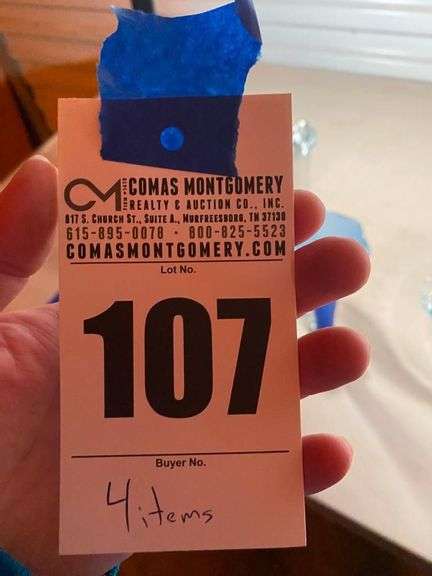 CM
COMAS MONTGOMERY
REALTY & AUCTION CO., INC.
817 S. CHURCH ST., SUITE A., MURFREESBORO, TN 37130
615-895-0078 · 800-825-5523
COMASMONTGOMERY.COM
Lot No.
107
Buyer No.
4 items